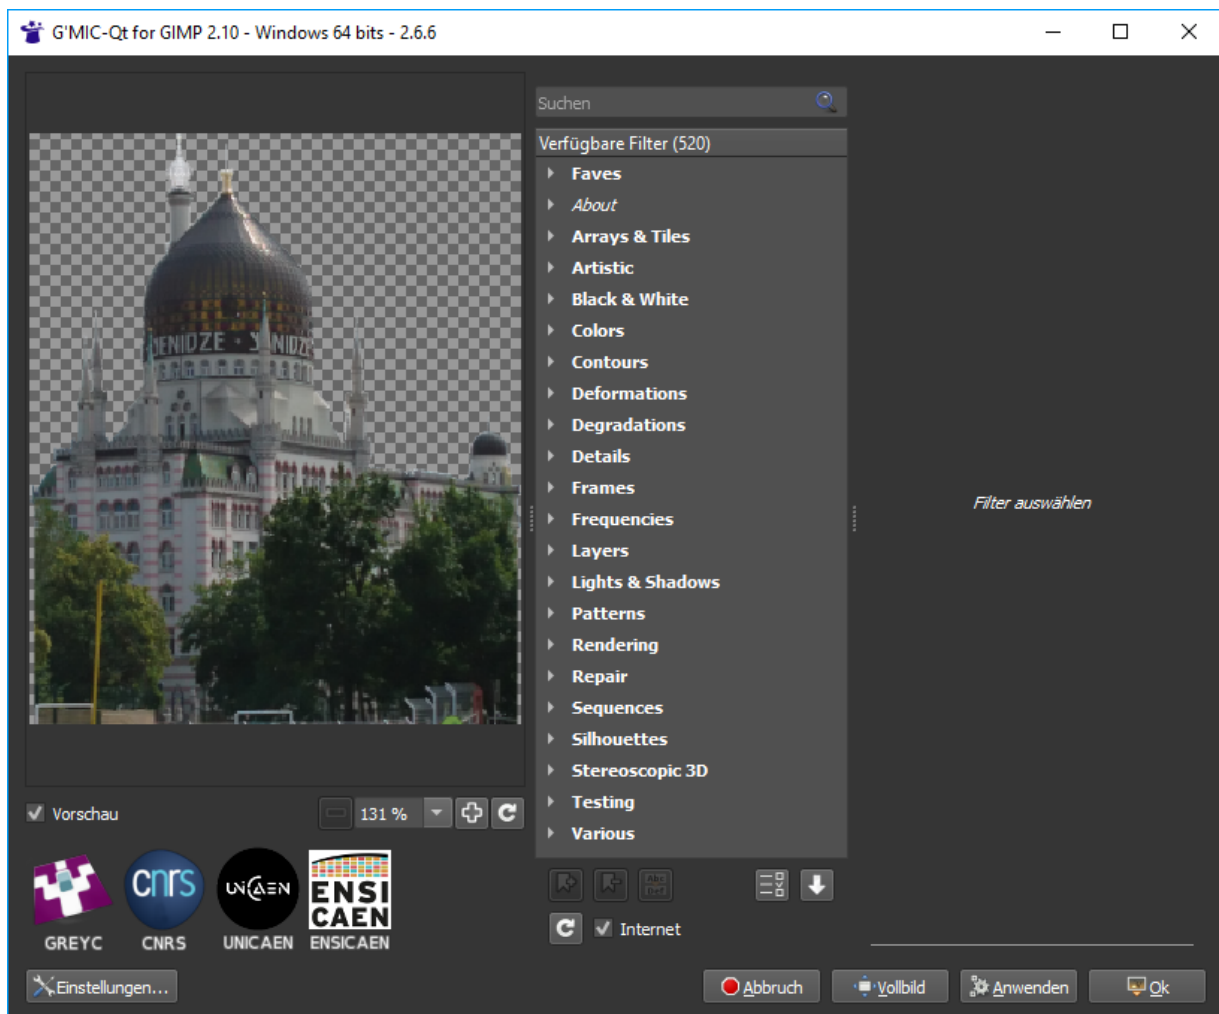 G'MIC-Qt for GIMP 2.10 - Windows 64 bits - 2.6.6
Suchen
Verfügbare Filter (520)
Faves
About
Arrays & Tiles
Artistic
Black & White
Colors
Contours
Deformations
Degradations
Details
Frames
Frequencies
Layers
Lights & Shadows
Patterns
Rendering
Repair
Sequences
Silhouettes
Stereoscopic 3D
Testing
Various
Filter auswählen
YENIDZE
Vorschau
131 %
cnrs
UNICAEN
ENSI
CAEN
GREYC
CNRS
UNICAEN
ENSICAEN
Abc
Def
Internet
Einstellungen...
Abbruch
Vollbild
Anwenden
Ok